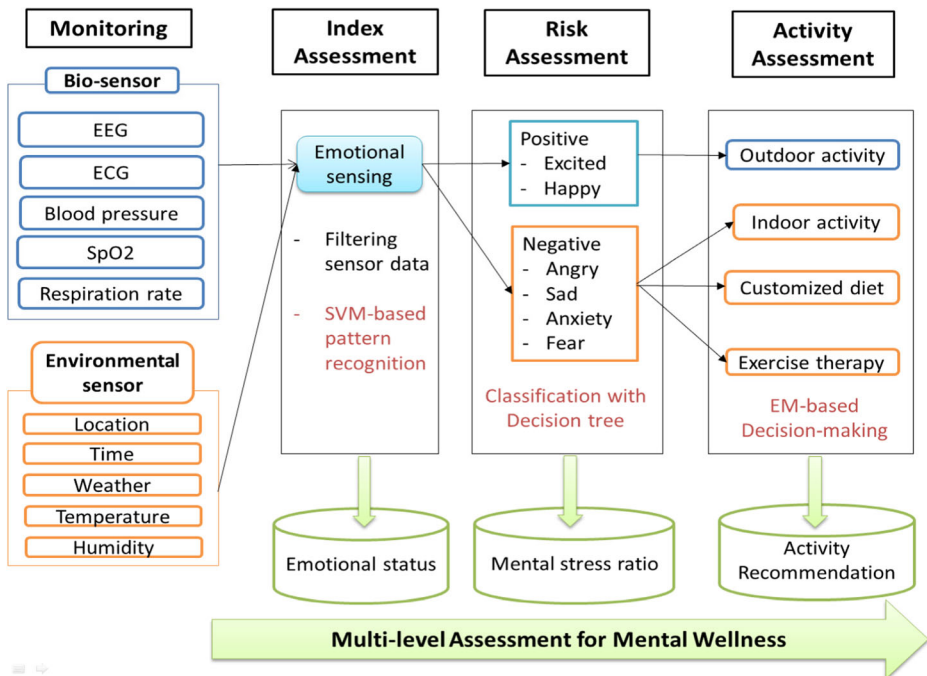 Monitoring
Bio-sensor
EEG
ECG
Blood pressure
SpO2
Respiration rate
Environmental
sensor
Location
Time
Weather
Temperature
Humidity
Index
Assessment
Emotional
sensing
- Filtering
sensor data
- SVM-based
pattern
recognition
Emotional status
Risk
Assessment
Positive
- Excited
- Happy
Negative
- Angry
- Sad
- Anxiety
- Fear
Classification with
Decision tree
Mental stress ratio
Activity
Assessment
Outdoor activity
Indoor activity
Customized diet
Exercise therapy
EM-based
Decision-making
Activity
Recommendation
Multi-level Assessment for Mental Wellness